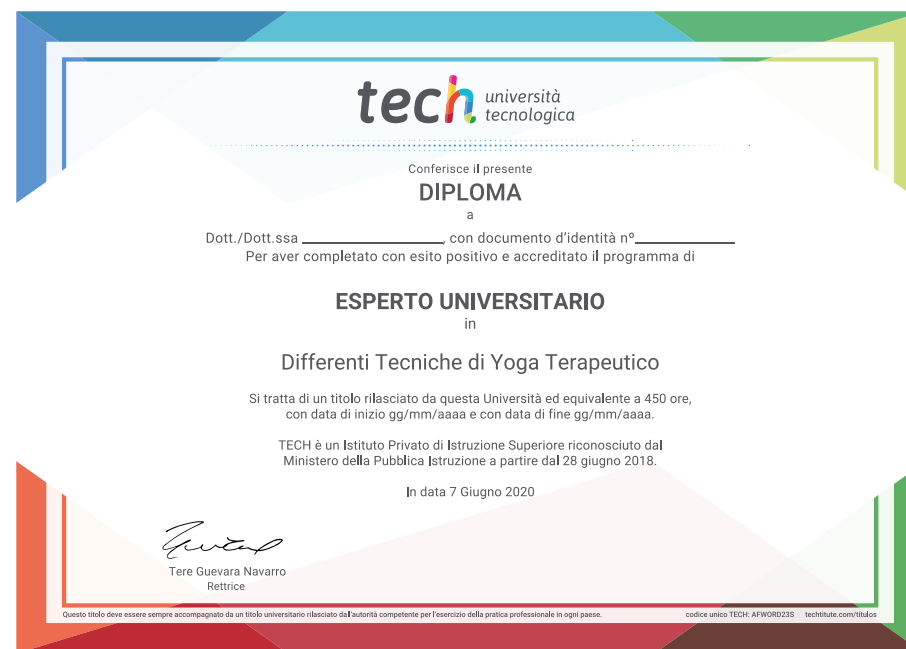 tech università
tecnologica
Conferisce il presente
DIPLOMA
a
Dott./Dott.ssa ____________________, con documento d'identità nº______________
Per aver completato con esito positivo e accreditato il programma di
ESPERTO UNIVERSITARIO
in
Differenti Tecniche di Yoga Terapeutico
Si tratta di un titolo rilasciato da questa Università ed equivalente a 450 ore,
con data di inizio gg/mm/aaaa e con data di fine gg/mm/aaaa.
TECH è un Istituto Privato di Istruzione Superiore riconosciuto dal
Ministero della Pubblica Istruzione a partire dal 28 giugno 2018.
In data 7 Giugno 2020
Tere Guevara Navarro
Rettrice
Questo titolo deve essere sempre accompagnato da un titolo universitario rilasciato dall'autorità competente per l'esercizio della pratica professionale in ogni paese. codice unico TECH: AFWORD23S techtitute.com/titulos